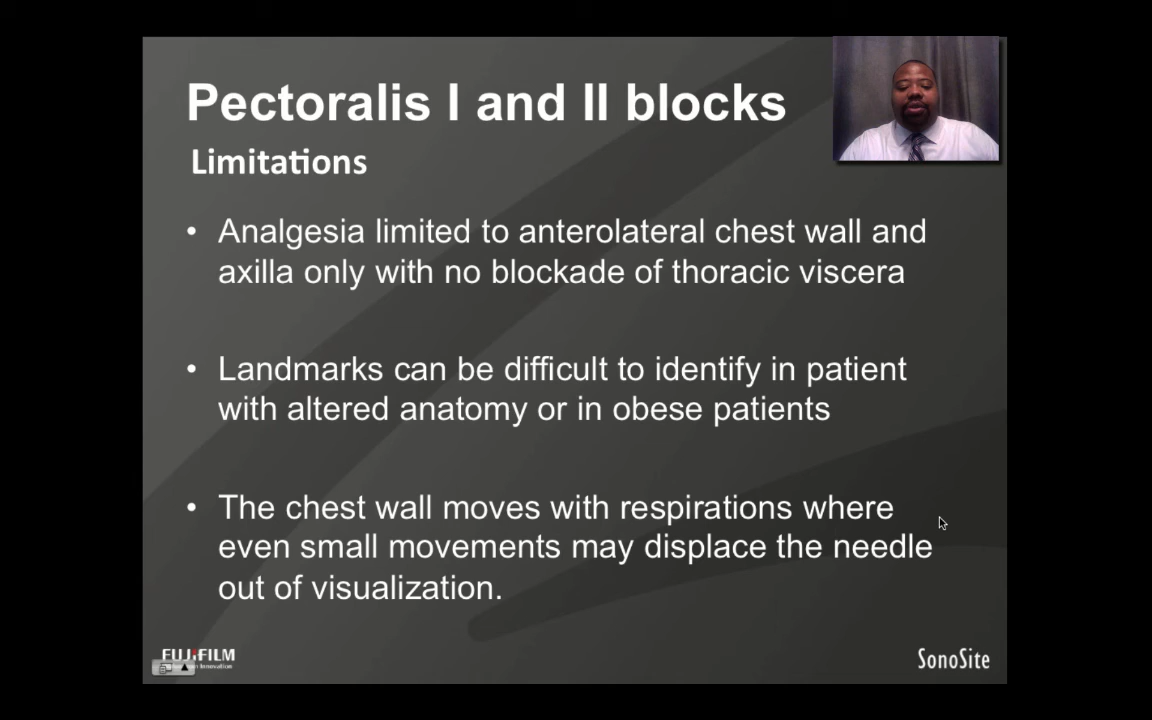 Pectoralis I and II blocks
Limitations
• Analgesia limited to anterolateral chest wall and
axilla only with no blockade of thoracic viscera
• Landmarks can be difficult to identify in patient
with altered anatomy or in obese patients
• The chest wall moves with respirations where
even small movements may displace the needle
out of visualization.
FUJIFILM
Innovation
SonoSite